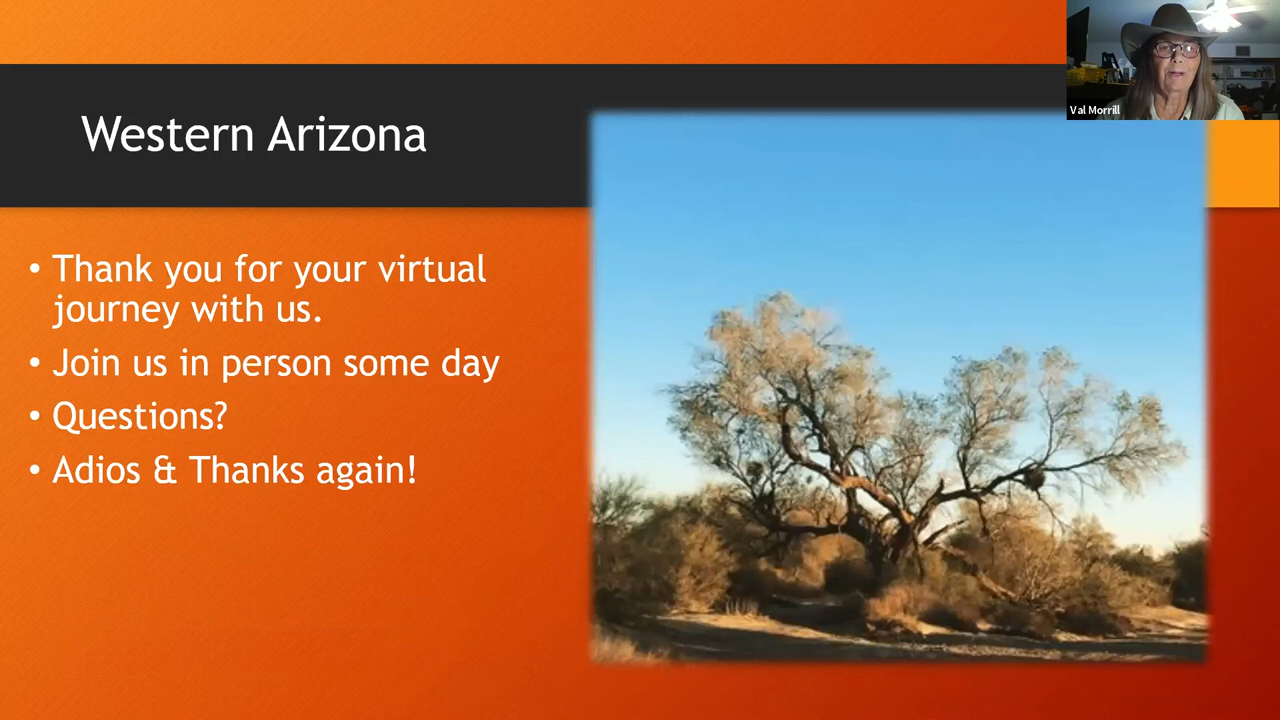 Val Morrill
Western Arizona
• Thank you for your virtual
journey with us.
• Join us in person some day
• Questions?
• Adios & Thanks again!